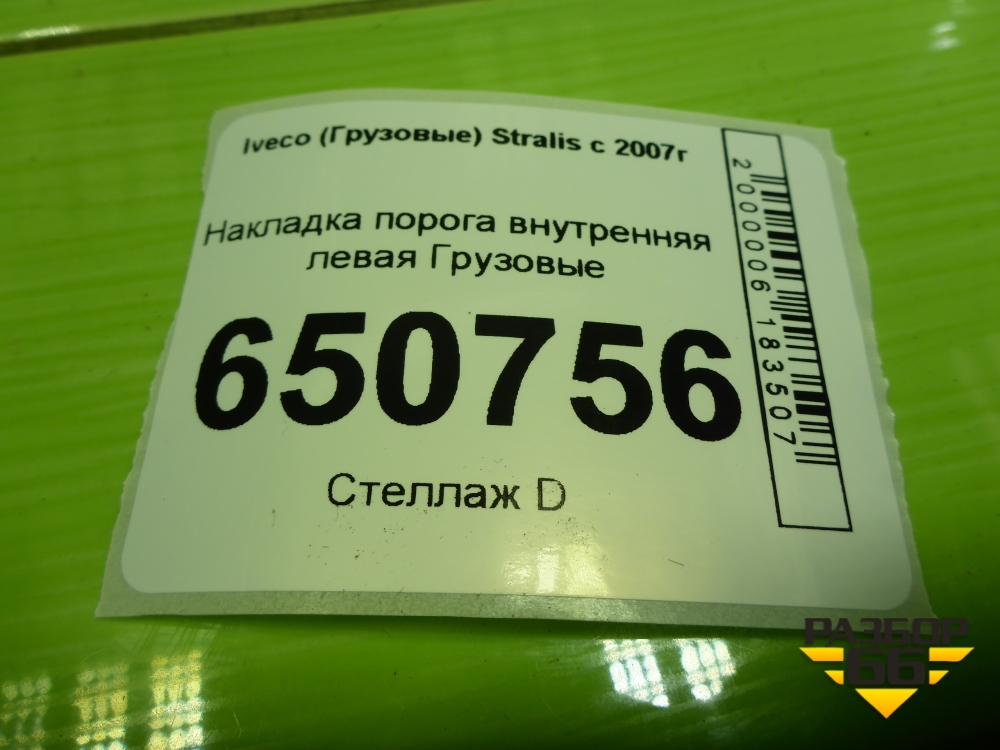 Iveco (Грузовые) Stralis с 2007г
Накладка порога внутренняя
левая Грузовые
650756
Стеллаж D
2000006183507
РАЗБОР
66